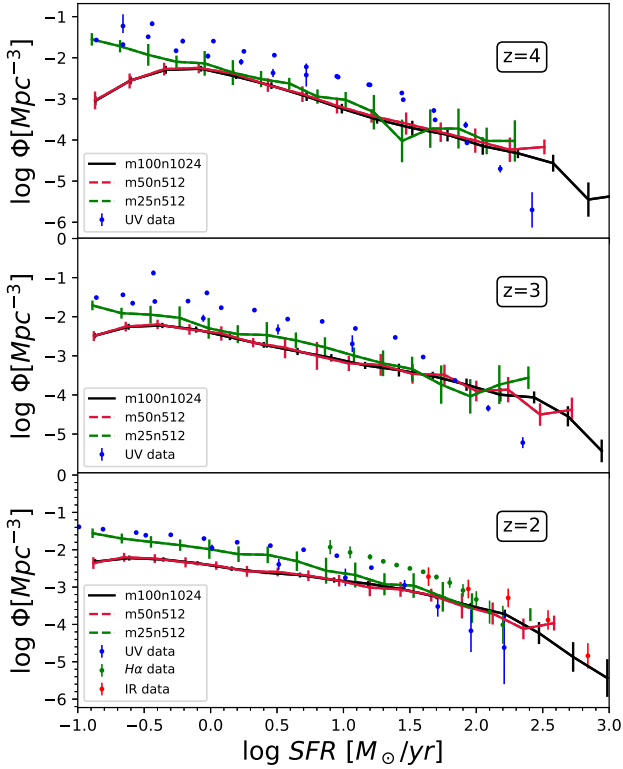 −1
−2
−3
−4
−5
−6
log Φ[Mpc⁻³]
z=4
m100n1024
m50n512
m25n512
UV data
0
−1
−2
−3
−4
−5
log Φ[Mpc⁻³]
z=3
m100n1024
m50n512
m25n512
UV data
0
−1
−2
−3
−4
−5
−6
log Φ[Mpc⁻³]
z=2
m100n1024
m50n512
m25n512
UV data
Hα data
IR data
−1.0 −0.5 0.0 0.5 1.0 1.5 2.0 2.5 3.0
log SFR [M⊙/yr]